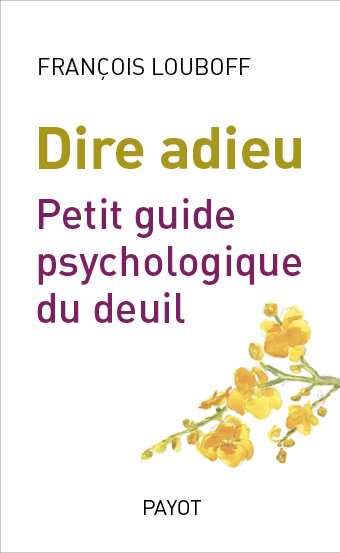 FRANÇOIS LOUBOFF
Dire adieu
Petit guide
psychologique
du deuil
PAYOT